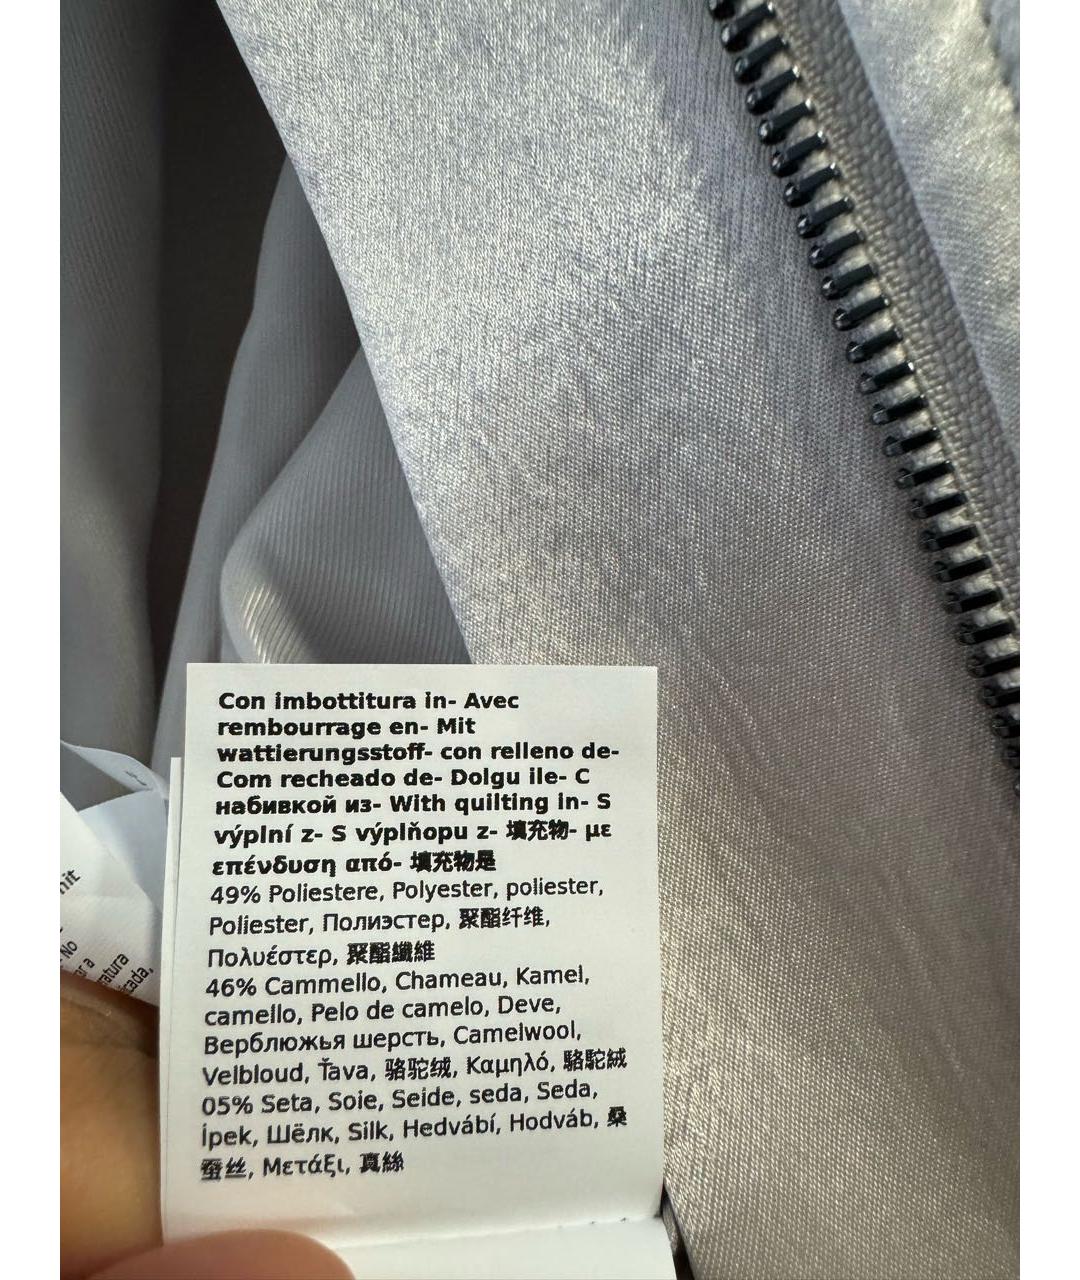 Con imbottitura in- Avec
rembourrage en- Mit
wattierungsstoff- con relleno de-
Com recheado de- Dolgu ile- С
набивкой из- With quilting in- S
výplní z- S výplňopu z- 填充物- με
επένδυση από- 填充物是
49% Poliestere, Polyester, poliester,
Poliester, Полиэстер, 聚酯纤维,
Πολυέστερ, 聚酯纖維
46% Cammello, Chameau, Kamel,
camello, Pelo de camelo, Deve,
Верблюжья шерсть, Camelwool,
Velbloud, Ťava, 骆驼绒, Καμηλό, 駱駝絨
05% Seta, Soie, Seide, seda, Seda,
İpek, Шёлк, Silk, Hedvábí, Hodváb, 桑
蚕丝, Μετάξι, 真絲
No